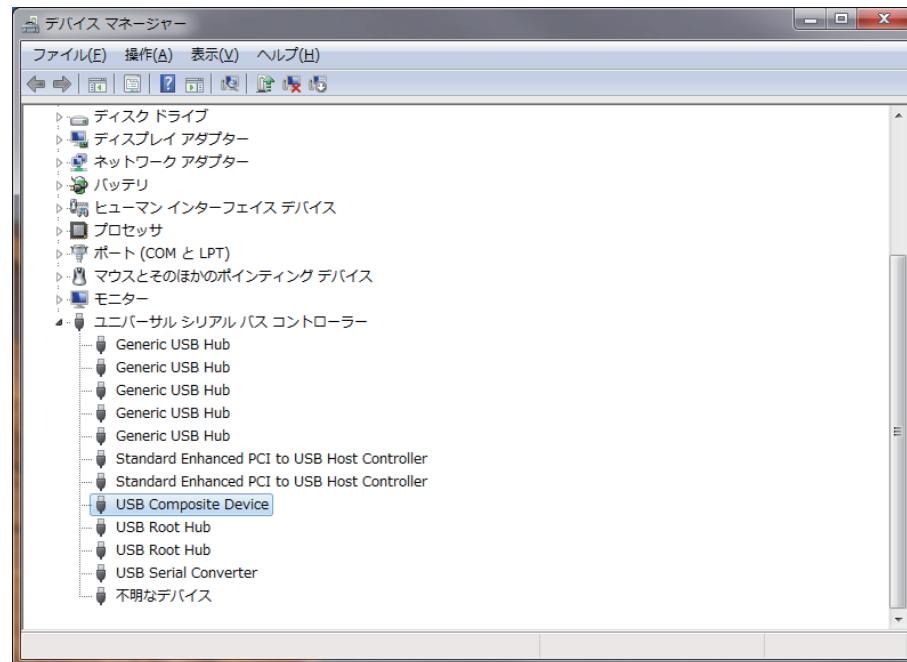 デバイス マネージャー
ファイル(F) 操作(A) 表示(V) ヘルプ(H)
ディスク ドライブ
ディスプレイ アダプター
ネットワーク アダプター
バッテリ
ヒューマン インターフェイス デバイス
プロセッサ
ポート (COM と LPT)
マウスとそのほかのポインティング デバイス
モニター
ユニバーサル シリアル バス コントローラー
Generic USB Hub
Generic USB Hub
Generic USB Hub
Generic USB Hub
Generic USB Hub
Standard Enhanced PCI to USB Host Controller
Standard Enhanced PCI to USB Host Controller
USB Composite Device
USB Root Hub
USB Root Hub
USB Serial Converter
不明なデバイス